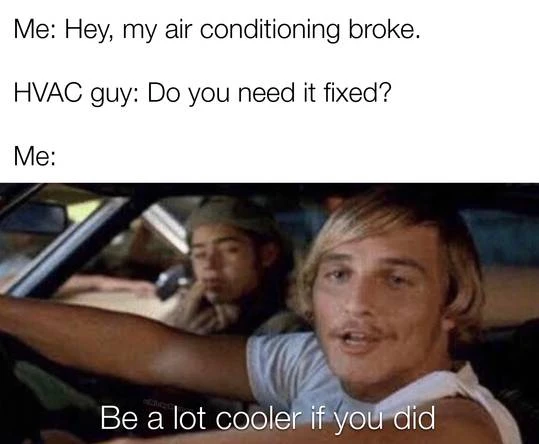 Me: Hey, my air conditioning broke.
HVAC guy: Do you need it fixed?
Me:
Be a lot cooler if you did